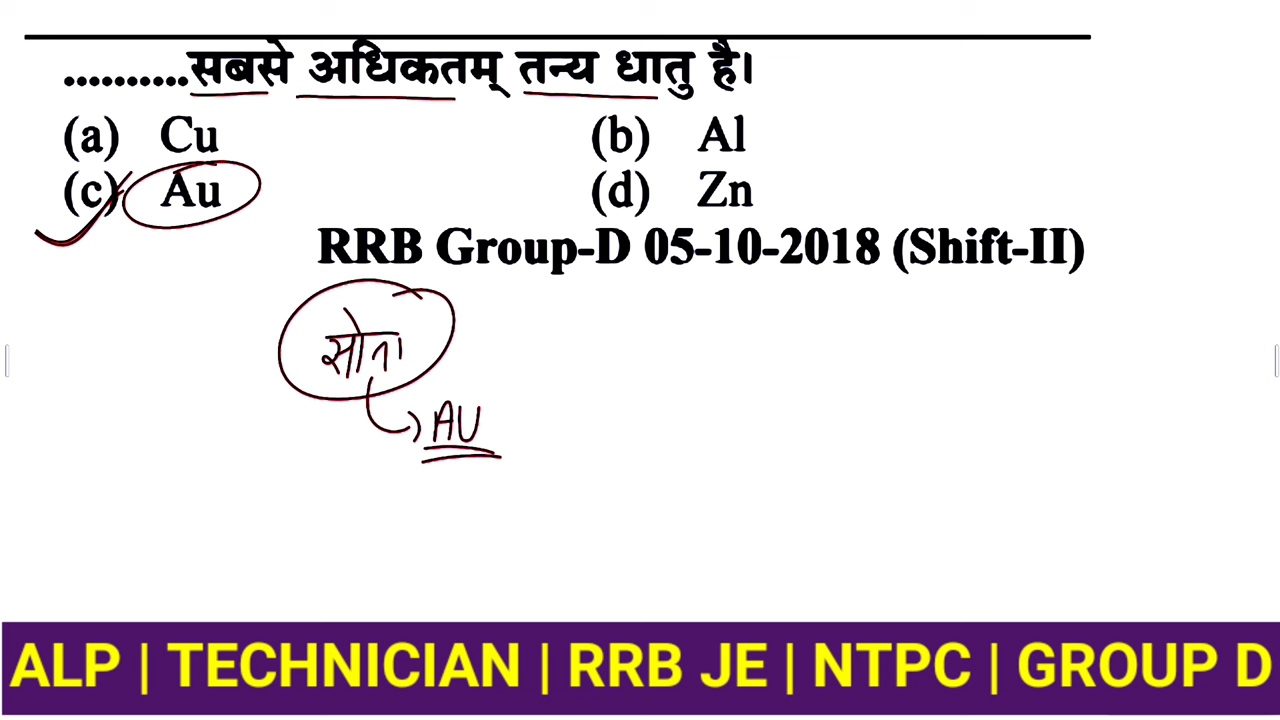 ..........सबसे अधिकतम् तन्य धातु है।
(a) Cu (b) Al
(c) Au (d) Zn
RRB Group-D 05-10-2018 (Shift-II)
सोना
AU
ALP | TECHNICIAN | RRB JE | NTPC | GROUP D